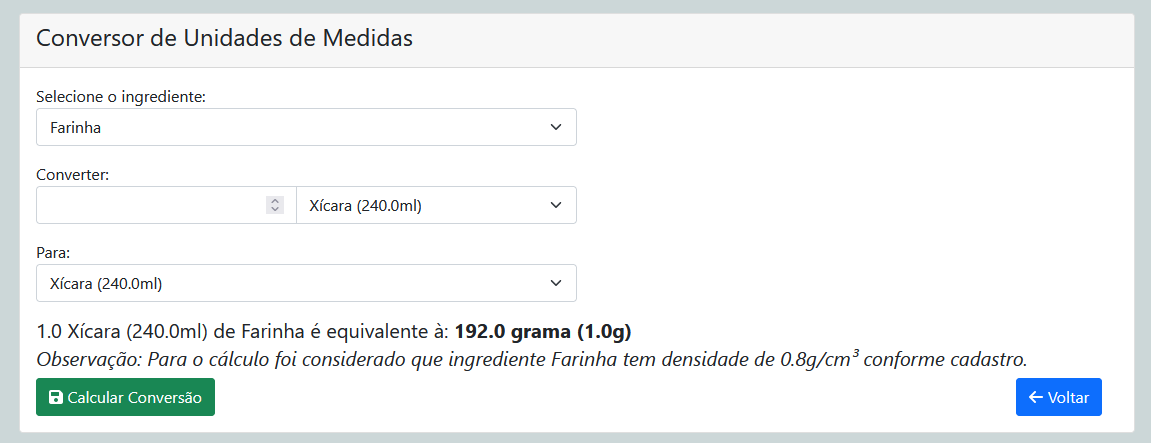 Conversor de Unidades de Medidas
Selecione o ingrediente:
Farinha
Converter:
Xícara (240.0ml)
Para:
Xícara (240.0ml)
1.0 Xícara (240.0ml) de Farinha é equivalente à: 192.0 grama (1.0g)
Observação: Para o cálculo foi considerado que ingrediente Farinha tem densidade de 0.8g/cm³ conforme cadastro.
Calcular Conversão
Voltar